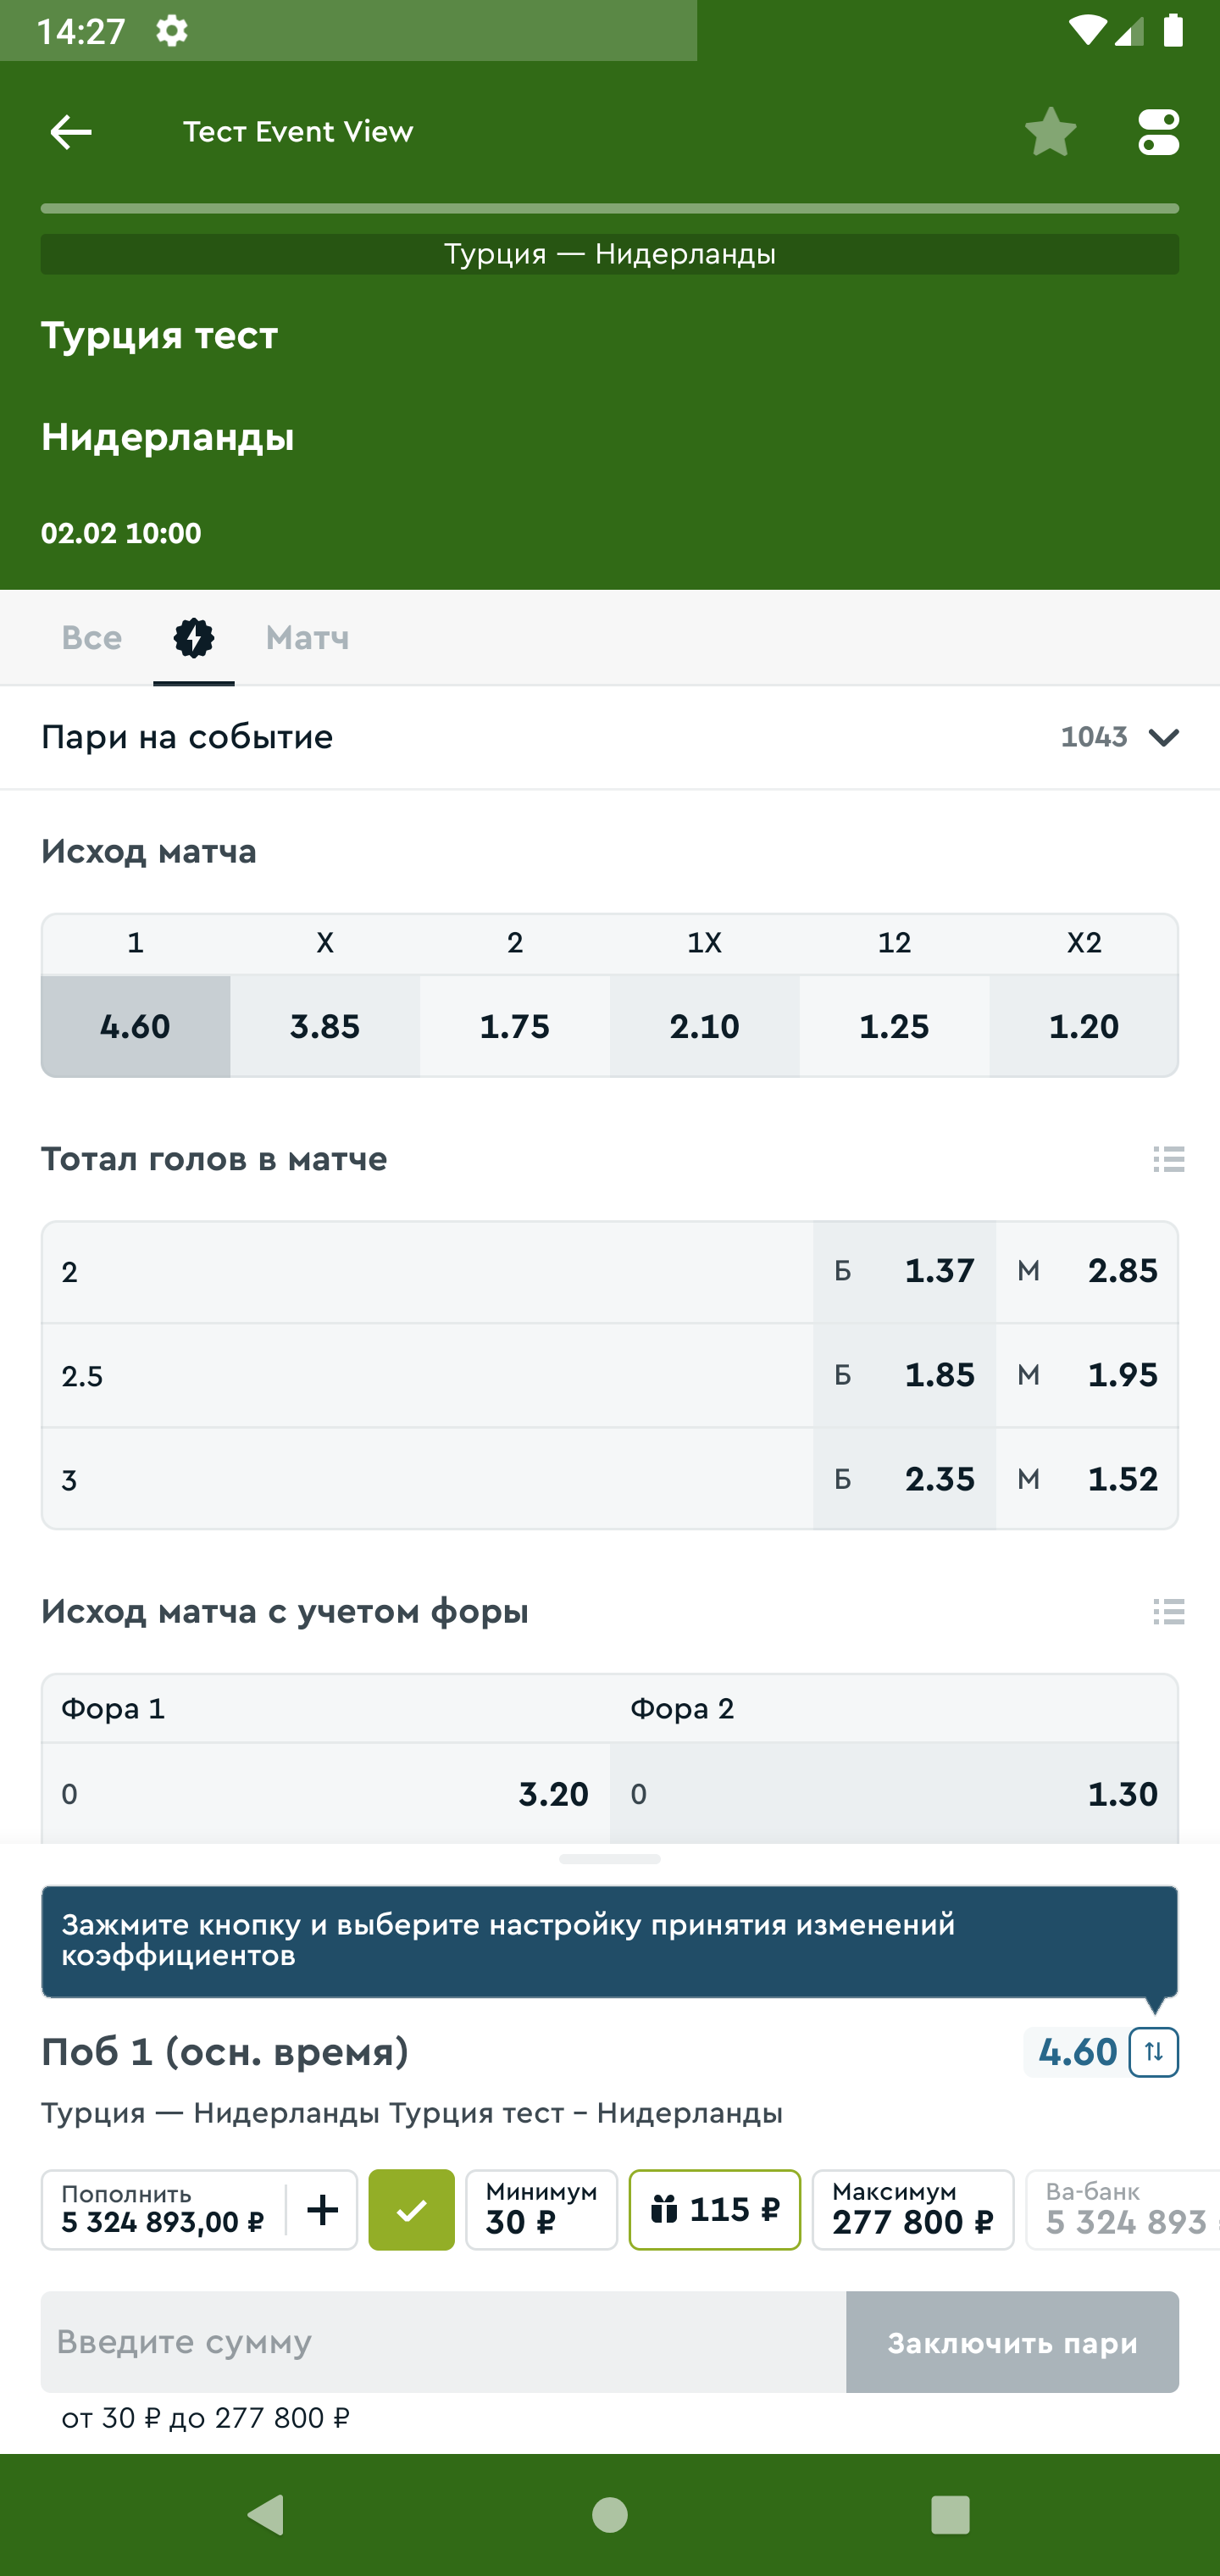 14:27
Тест Event View
Турция — Нидерланды
Турция тест
Нидерланды
02.02 10:00
Все
Матч
Пари на событие 1043
Исход матча
1 X 2 1X 12 X2
4.60 3.85 1.75 2.10 1.25 1.20
Тотал голов в матче
2 Б 1.37 М 2.85
2.5 Б 1.85 М 1.95
3 Б 2.35 М 1.52
Исход матча с учетом форы
Фора 1 Фора 2
0 3.20 0 1.30
Зажмите кнопку и выберите настройку принятия изменений
коэффициентов
Поб 1 (осн. время) 4.60
Турция — Нидерланды Турция тест – Нидерланды
Пополнить
5 324 893,00 ₽
Минимум
30 ₽
115 ₽
Максимум
277 800 ₽
Ва-банк
5 324 893
Введите сумму
Заключить пари
от 30 ₽ до 277 800 ₽